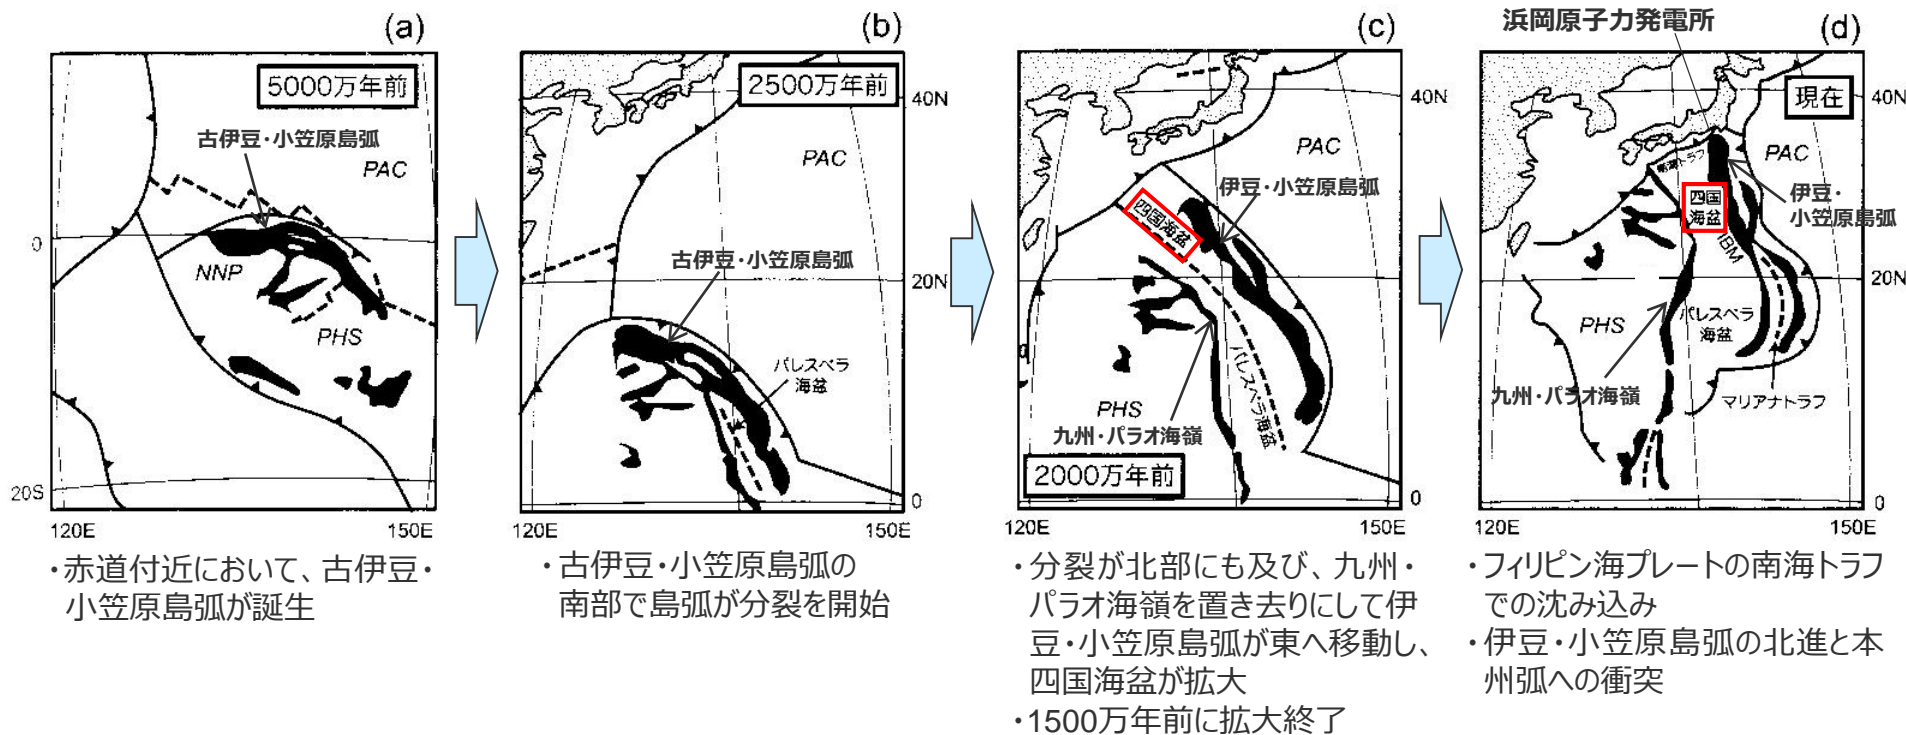 (a)
5000万年前
古伊豆・小笠原島弧
PAC
0
NNP
PHS
20S
120E
150E
・赤道付近において、古伊豆・
小笠原島弧が誕生
(b)
2500万年前
40N
PAC
20N
古伊豆・小笠原島弧
パレスベラ
海盆
0
120E
150E
・古伊豆・小笠原島弧の
南部で島弧が分裂を開始
(c)
40N
PAC
伊豆・小笠原島弧
四国海盆
20N
パレスベラ海盆
PHS
九州・パラオ海嶺
2000万年前
0
120E
150E
・分裂が北部にも及び、九州・
パラオ海嶺を置き去りにして伊
豆・小笠原島弧が東へ移動し、
四国海盆が拡大
・1500万年前に拡大終了
浜岡原子力発電所
(d)
現在
40N
PAC
南海トラフ
四国
海盆
伊豆・
小笠原島弧
IBM
20N
PHS
パレスベラ
海盆
九州・パラオ海嶺
マリアナトラフ
0
120E
150E
・フィリピン海プレートの南海トラフ
での沈み込み
・伊豆・小笠原島弧の北進と本
州弧への衝突